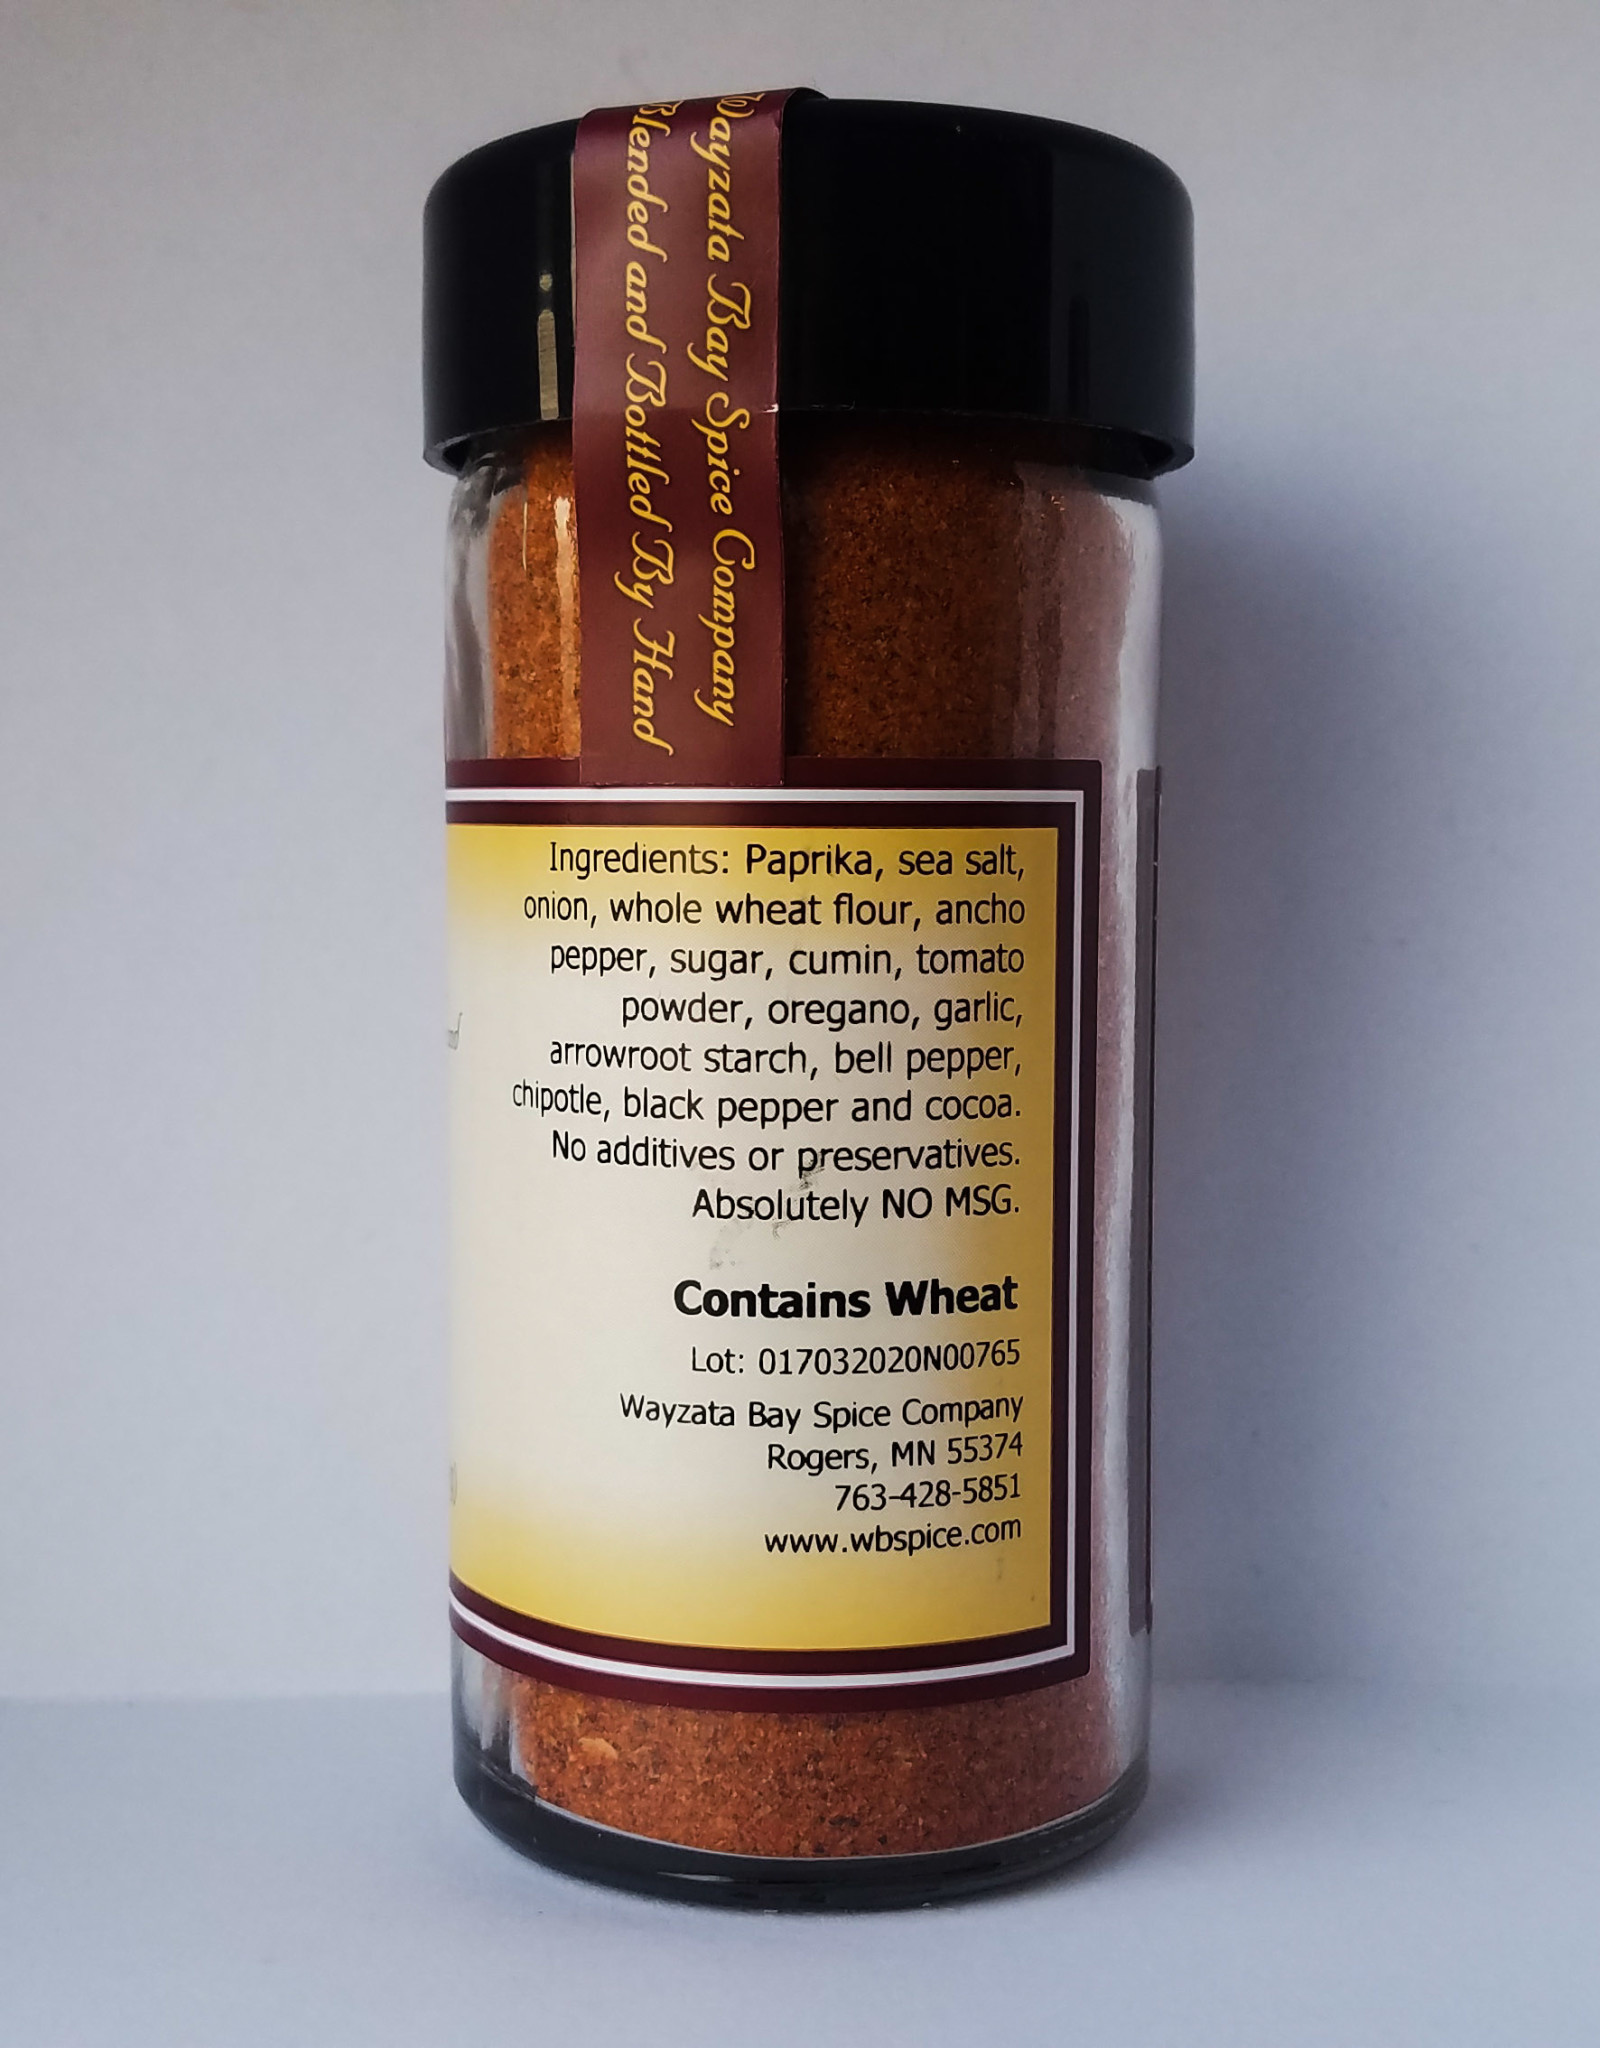 Wayzata Bay Spice Company
Blended and Bottled By Hand
Ingredients: Paprika, sea salt,
onion, whole wheat flour, ancho
pepper, sugar, cumin, tomato
powder, oregano, garlic,
arrowroot starch, bell pepper,
chipotle, black pepper and cocoa.
No additives or preservatives.
Absolutely NO MSG.
Contains Wheat
Lot: 017032020N00765
Wayzata Bay Spice Company
Rogers, MN 55374
763-428-5851
www.wbspice.com